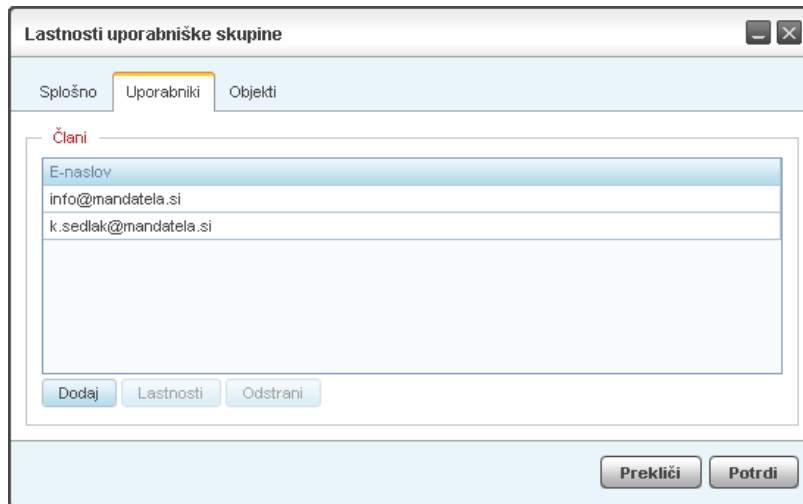 Lastnosti uporabniške skupine
Splošno Uporabniki Objekti
Člani
E-naslov
info@mandatela.si
k.sedlak@mandatela.si
Dodaj Lastnosti Odstrani
Prekliči Potrdi